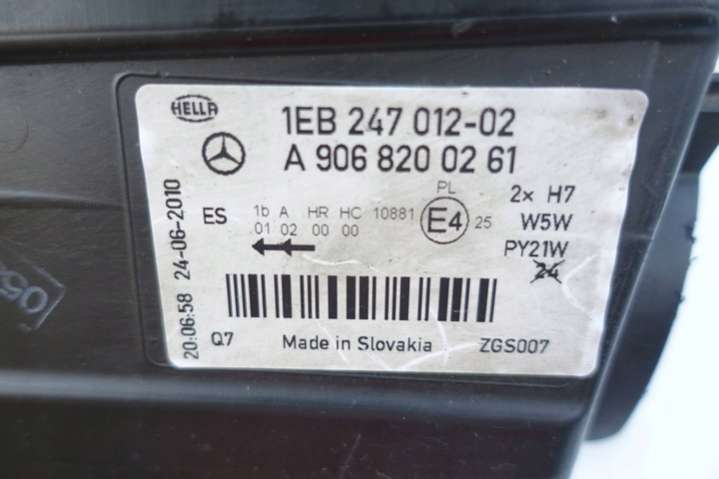 HELLA
1EB 247 012-02
A 906 820 02 61
PL
2x H7
ES 1b A HR HC 10881 E4 25 W5W
01 02 00 00
PY21W
24
20:06:58 24-06-2010
Q7 Made in Slovakia ZGS007